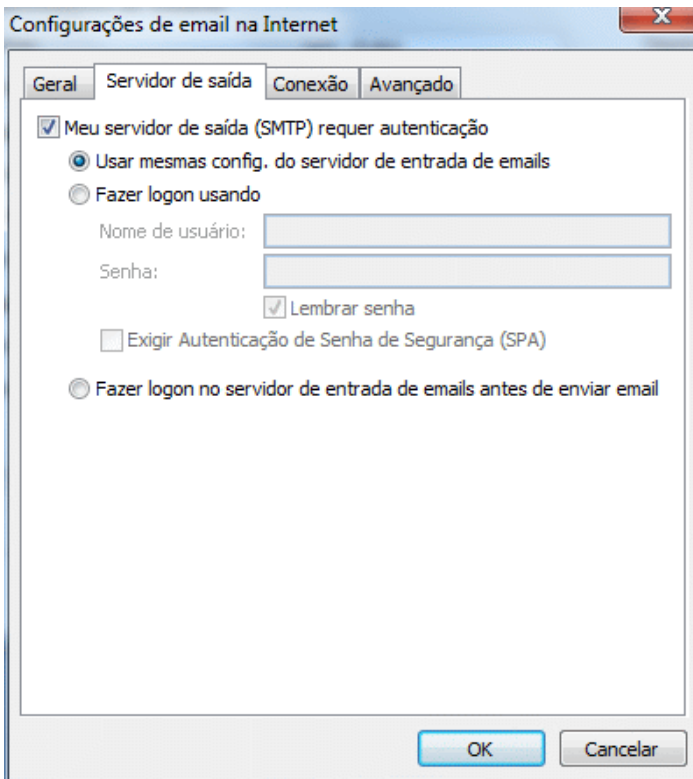 Configurações de email na Internet
Geral Servidor de saída Conexão Avançado
Meu servidor de saída (SMTP) requer autenticação
Usar mesmas config. do servidor de entrada de emails
Fazer logon usando
Nome de usuário:
Senha:
Lembrar senha
Exigir Autenticação de Senha de Segurança (SPA)
Fazer logon no servidor de entrada de emails antes de enviar email
OK Cancelar